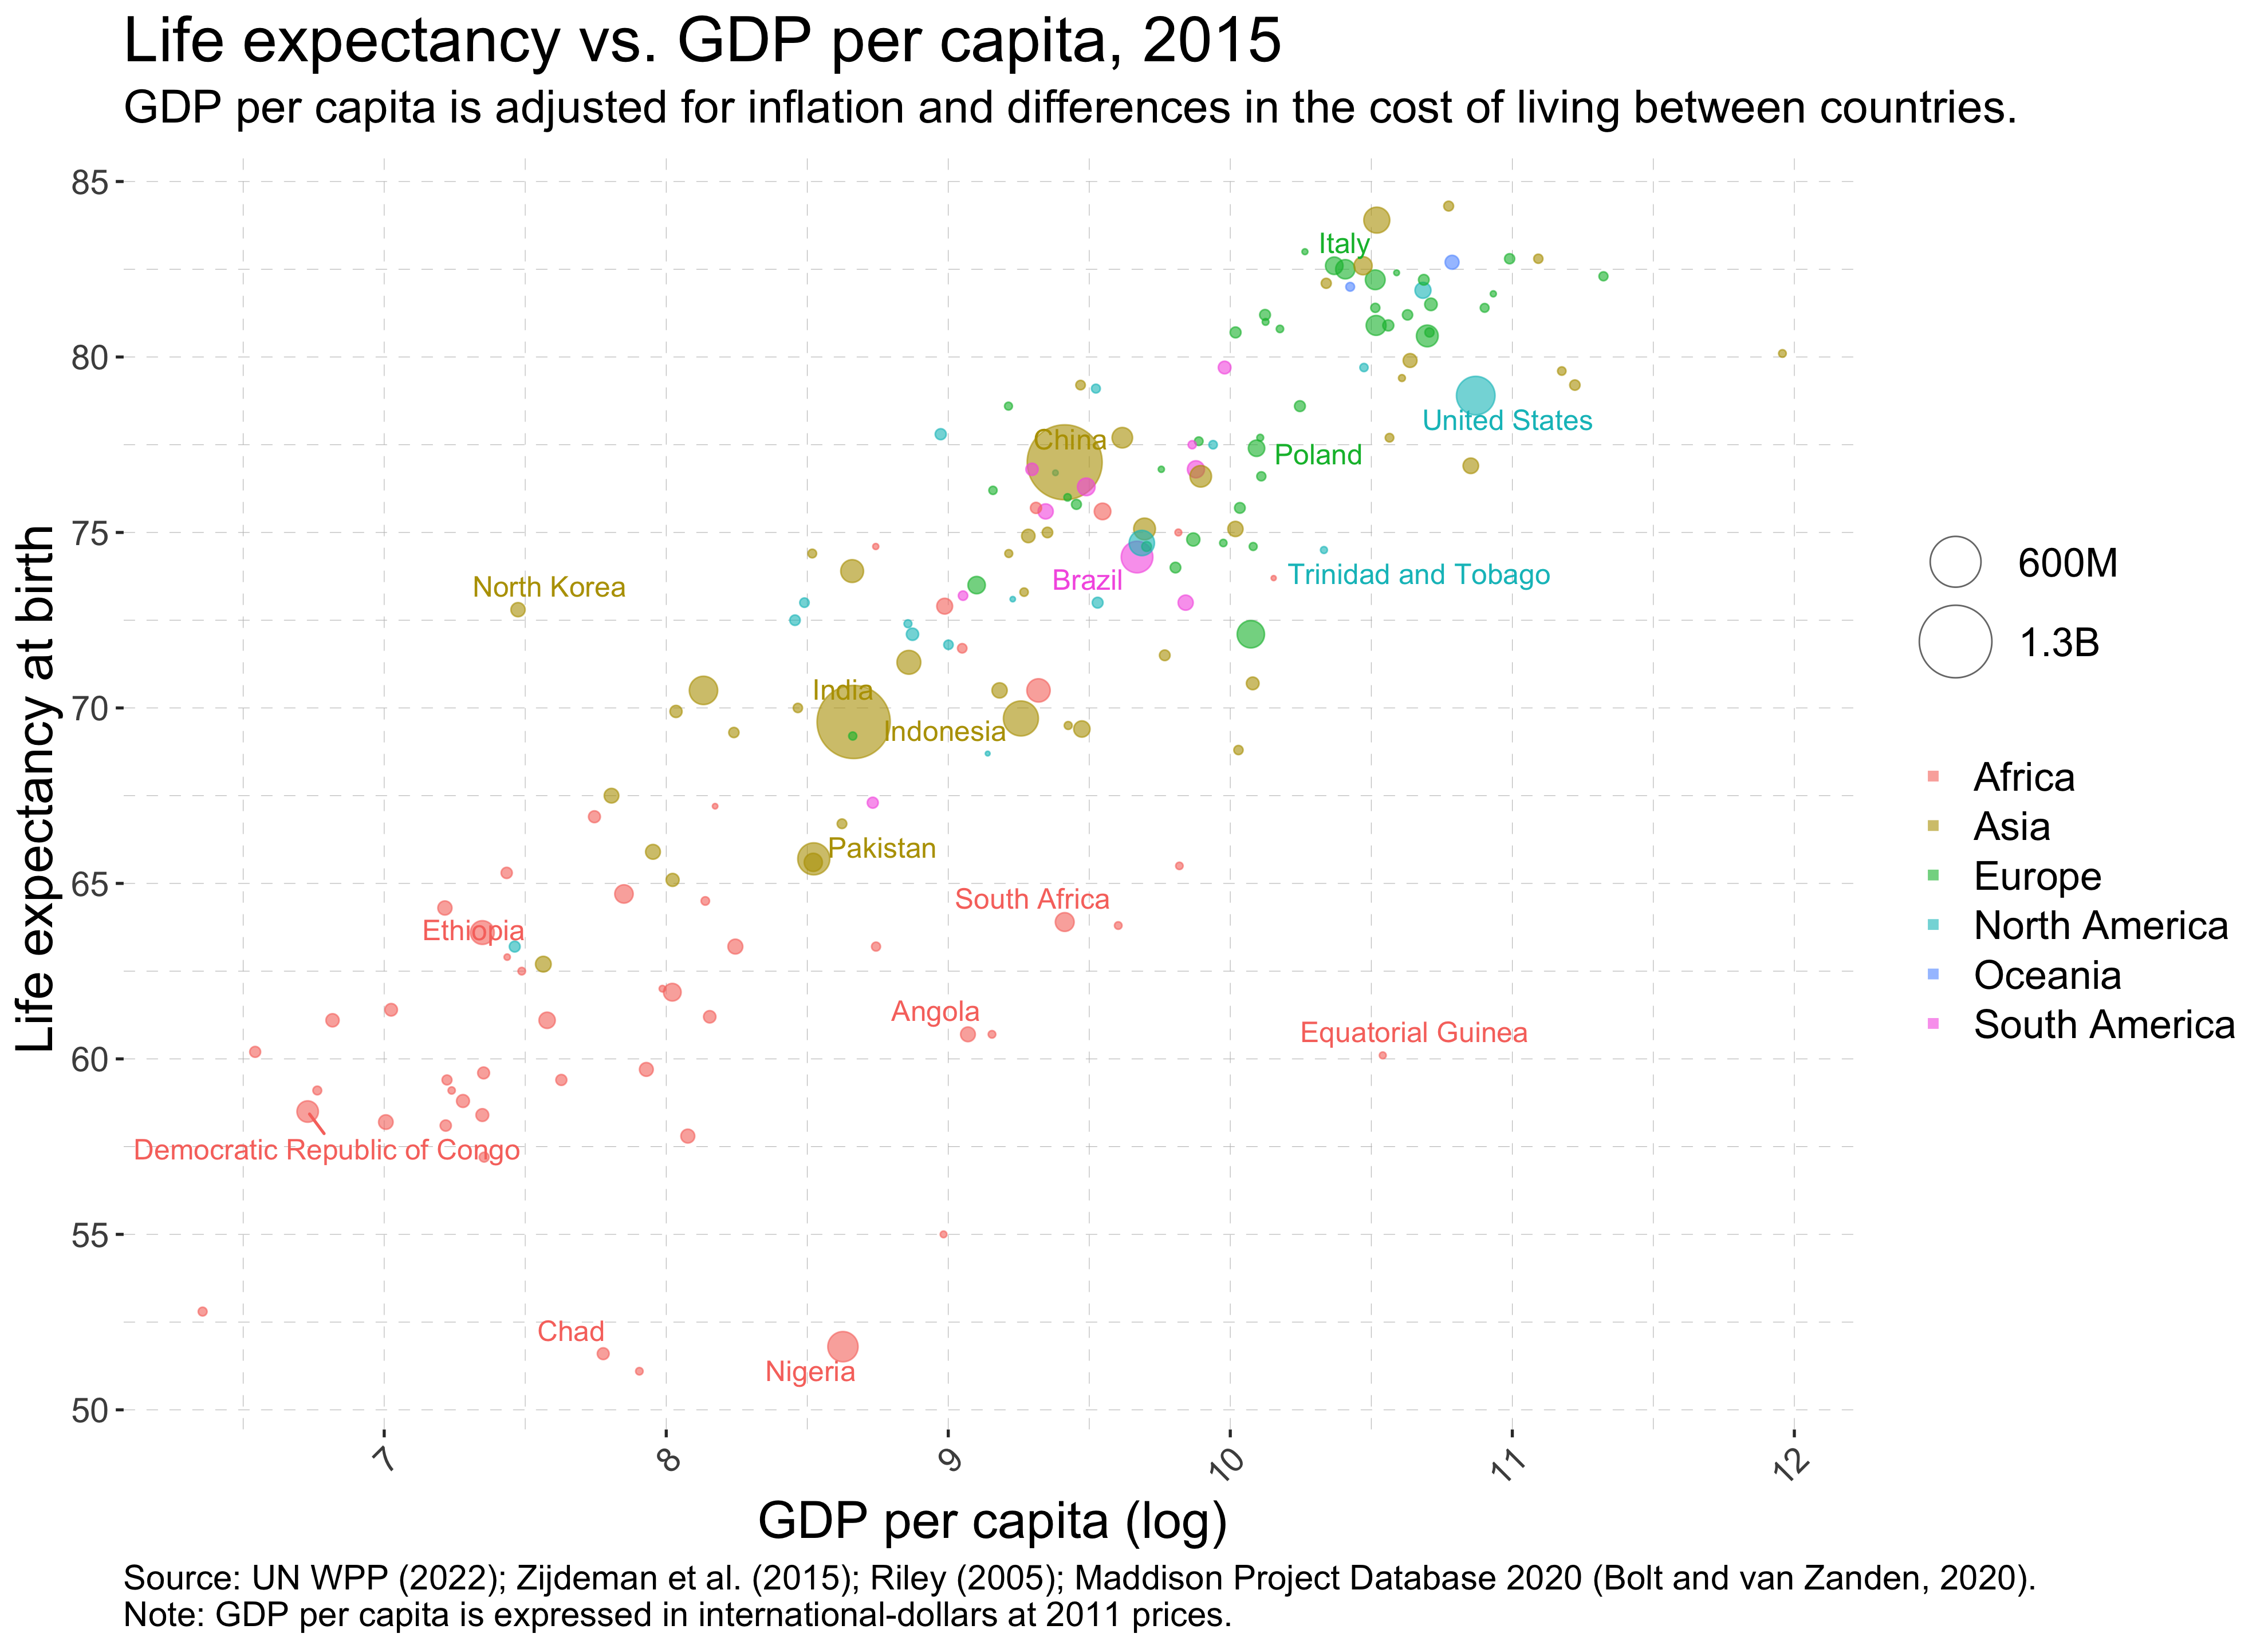 Life expectancy vs. GDP per capita, 2015
GDP per capita is adjusted for inflation and differences in the cost of living between countries.
Life expectancy at birth
85
80
75
70
65
60
55
50
Italy
United States
China
Poland
North Korea
Brazil
Trinidad and Tobago
India
Indonesia
Pakistan
South Africa
Ethiopia
Angola
Equatorial Guinea
Democratic Republic of Congo
Chad
Nigeria
600M
1.3B
Africa
Asia
Europe
North America
Oceania
South America
7
8
9
10
11
12
GDP per capita (log)
Source: UN WPP (2022); Zijdeman et al. (2015); Riley (2005); Maddison Project Database 2020 (Bolt and van Zanden, 2020).
Note: GDP per capita is expressed in international-dollars at 2011 prices.